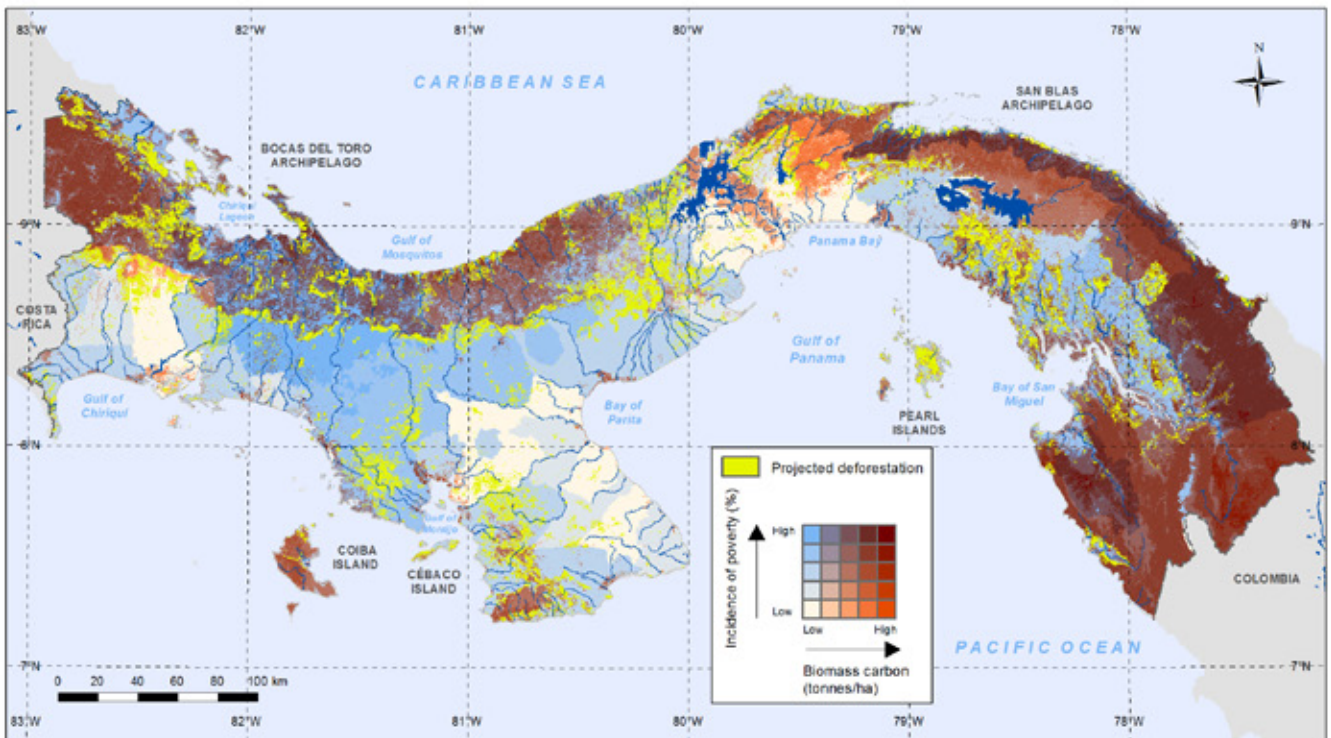 83°W 82°W 81°W 80°W 79°W 78°W
N
CARIBBEAN SEA
SAN BLAS
ARCHIPELAGO
BOCAS DEL TORO
ARCHIPELAGO
Chiriqui
Lagoon
9°N 9°N
Gulf of
Mosquitos
Panama Bay
COSTA
RICA
Gulf of
Panama
Gulf of
Chiriquí
Bay of
Parita
Bay of San
Miguel
PEARL
ISLANDS
8°N 8°N
Projected deforestation
Gulf of
Montijo
COIBA
ISLAND
CÉBACO
ISLAND
COLOMBIA
Incidence of poverty (%)
High
Low
Low High
Biomass carbon
(tonnes/ha)
PACIFIC OCEAN
7°N 7°N
0 20 40 60 80 100 km
83°W 82°W 81°W 80°W 79°W 78°W